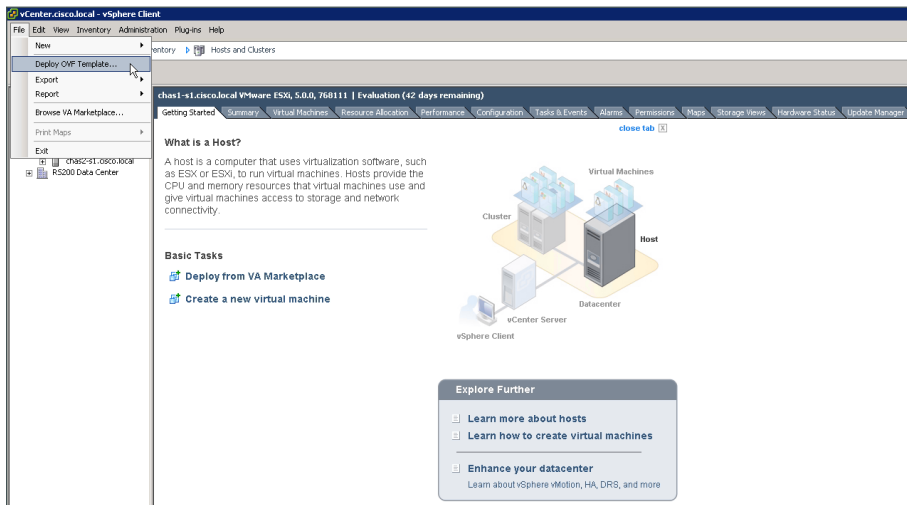 vCenter.cisco.local - vSphere Client
File Edit View Inventory Administration Plug-ins Help
New
Deploy OVF Template...
Export
Report
Browse VA Marketplace...
Print Maps
Exit
entory Hosts and Clusters
chas2-s1.cisco.local
R5200 Data Center
chas1-s1.cisco.local VMware ESXi, 5.0.0, 768111 | Evaluation (42 days remaining)
Getting Started Summary Virtual Machines Resource Allocation Performance Configuration Tasks & Events Alarms Permissions Maps Storage Views Hardware Status Update Manager
close tab
What is a Host?
A host is a computer that uses virtualization software, such
as ESX or ESXi, to run virtual machines. Hosts provide the
CPU and memory resources that virtual machines use and
give virtual machines access to storage and network
connectivity.
Basic Tasks
Deploy from VA Marketplace
Create a new virtual machine
Virtual Machines
Cluster
Host
Datacenter
vCenter Server
vSphere Client
Explore Further
Learn more about hosts
Learn how to create virtual machines
Enhance your datacenter
Learn about vSphere vMotion, HA, DRS, and more